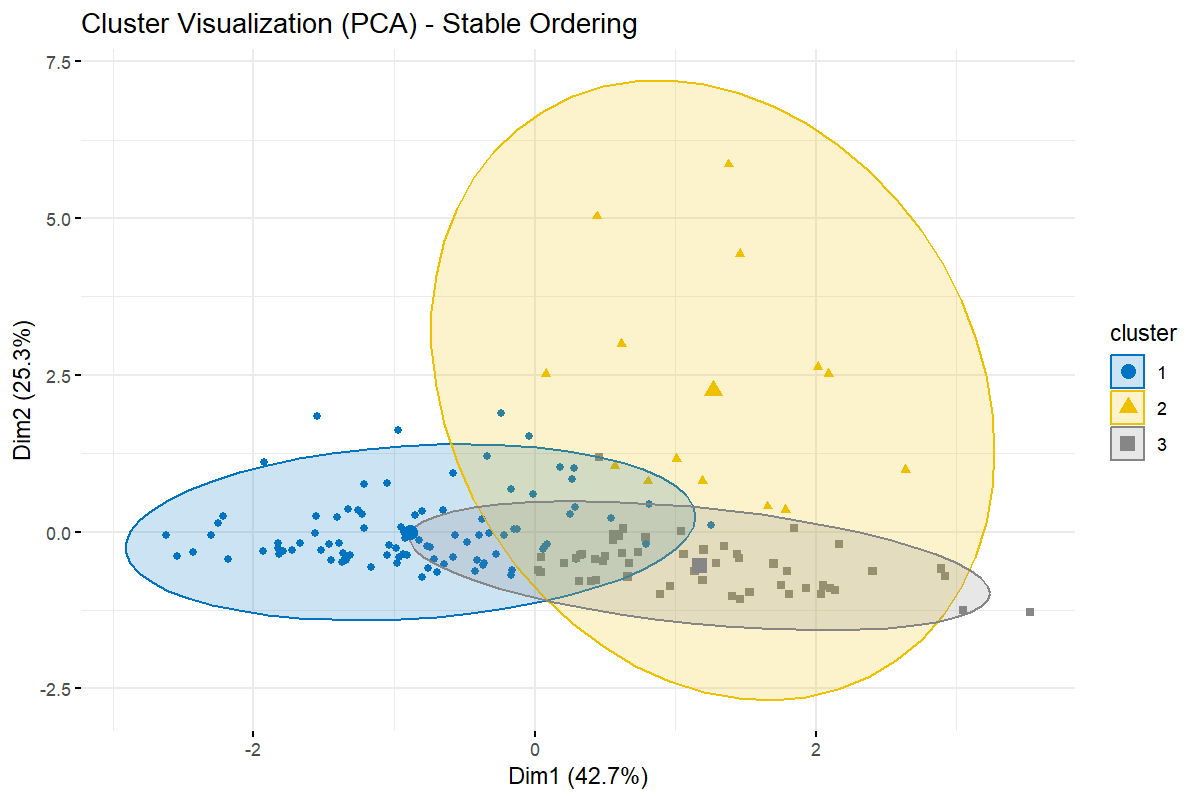 Cluster Visualization (PCA) - Stable Ordering
7.5
5.0
2.5
0.0
-2.5
Dim2 (25.3%)
-2
0
2
Dim1 (42.7%)
cluster
1
2
3